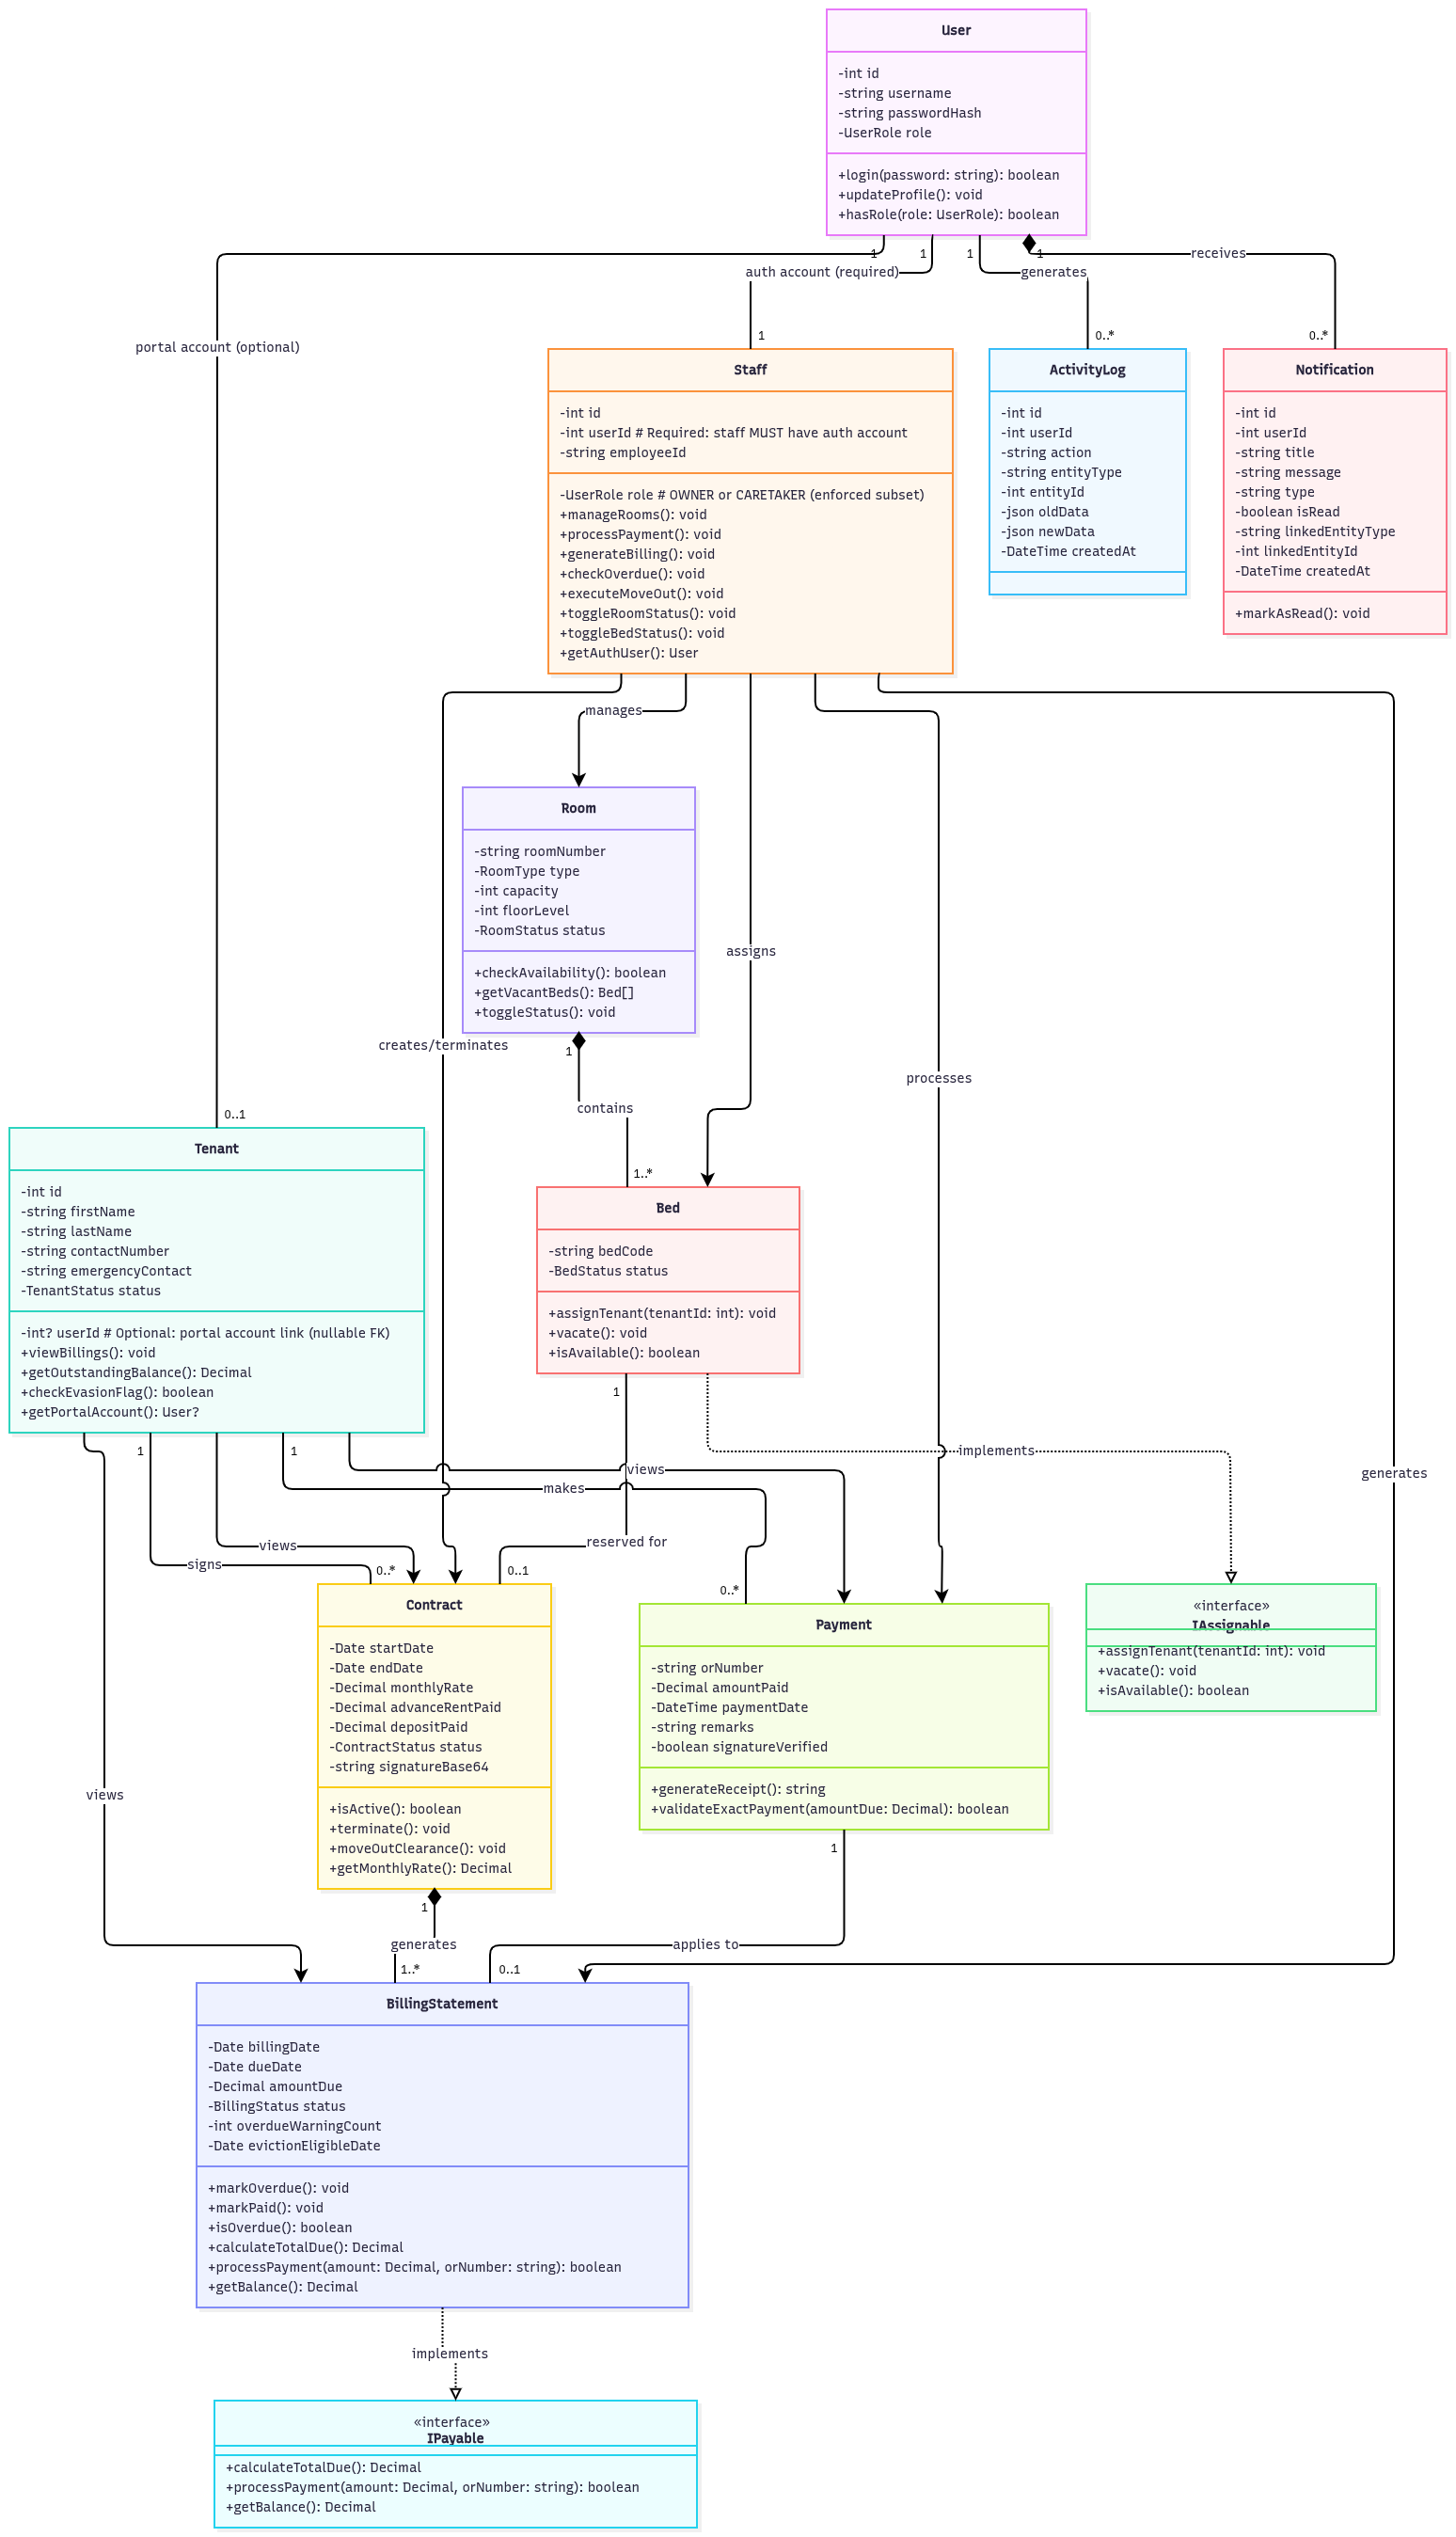 User
-int id
-string username
-string passwordHash
-UserRole role
+login(password: string): boolean
+updateProfile(): void
+hasRole(role: UserRole): boolean
1
1
1
1
receives
auth account (required)
generates
portal account (optional)
1
0..*
0..*
Staff
-int id
-int userId # Required: staff MUST have auth account
-string employeeId
-UserRole role # OWNER or CARETAKER (enforced subset)
+manageRooms(): void
+processPayment(): void
+generateBilling(): void
+checkOverdue(): void
+executeMoveOut(): void
+toggleRoomStatus(): void
+toggleBedStatus(): void
+getAuthUser(): User
ActivityLog
-int id
-int userId
-string action
-string entityType
-int entityId
-json oldData
-json newData
-DateTime createdAt
Notification
-int id
-int userId
-string title
-string message
-string type
-boolean isRead
-string linkedEntityType
-int linkedEntityId
-DateTime createdAt
+markAsRead(): void
manages
Room
-string roomNumber
-RoomType type
-int capacity
-int floorLevel
-RoomStatus status
+checkAvailability(): boolean
+getVacantBeds(): Bed[]
+toggleStatus(): void
assigns
creates/terminates
1
processes
contains
0..1
1..*
Tenant
-int id
-string firstName
-string lastName
-string contactNumber
-string emergencyContact
-TenantStatus status
-int? userId # Optional: portal account link (nullable FK)
+viewBillings(): void
+getOutstandingBalance(): Decimal
+checkEvasionFlag(): boolean
+getPortalAccount(): User?
Bed
-string bedCode
-BedStatus status
+assignTenant(tenantId: int): void
+vacate(): void
+isAvailable(): boolean
1
1
1
implements
views
generates
makes
reserved for
views
signs
0..*
0..1
0..*
Contract
-Date startDate
-Date endDate
-Decimal monthlyRate
-Decimal advanceRentPaid
-Decimal depositPaid
-ContractStatus status
-string signatureBase64
+isActive(): boolean
+terminate(): void
+moveOutClearance(): void
+getMonthlyRate(): Decimal
Payment
-string orNumber
-Decimal amountPaid
-DateTime paymentDate
-string remarks
-boolean signatureVerified
+generateReceipt(): string
+validateExactPayment(amountDue: Decimal): boolean
«interface»
IAssignable
+assignTenant(tenantId: int): void
+vacate(): void
+isAvailable(): boolean
views
1
1
generates
applies to
1..*
0..1
BillingStatement
-Date billingDate
-Date dueDate
-Decimal amountDue
-BillingStatus status
-int overdueWarningCount
-Date evictionEligibleDate
+markOverdue(): void
+markPaid(): void
+isOverdue(): boolean
+calculateTotalDue(): Decimal
+processPayment(amount: Decimal, orNumber: string): boolean
+getBalance(): Decimal
implements
«interface»
IPayable
+calculateTotalDue(): Decimal
+processPayment(amount: Decimal, orNumber: string): boolean
+getBalance(): Decimal